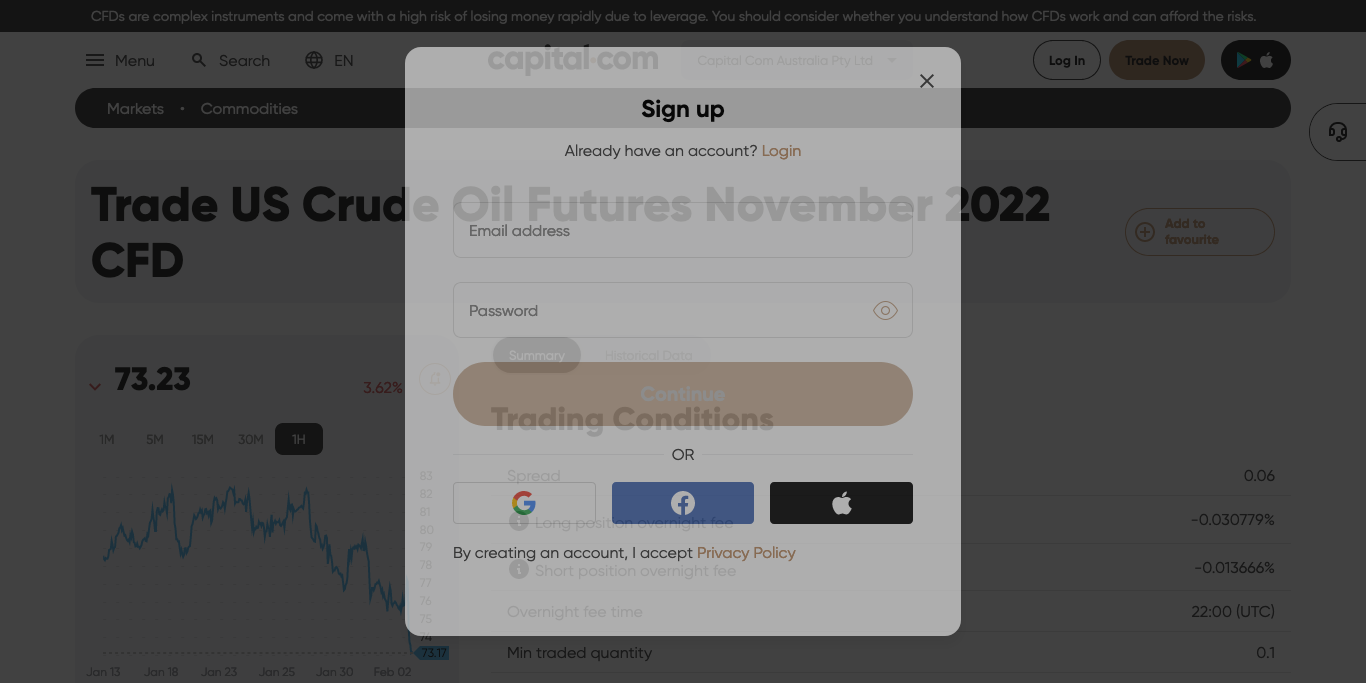 CFDs are complex instruments and come with a high risk of losing money rapidly due to leverage. You should consider whether you understand how CFDs work and can afford the risks.
Menu
Search
EN
capital.com
Capital Com Australia Pty Ltd
Log In
Trade Now
Markets • Commodities
Sign up
Already have an account? Login
Trade US Crude Oil Futures November 2022
CFD
Add to
favourite
Email address
Password
Summary
Historical Data
73.23
3.62%
Continue
Trading Conditions
1M
5M
15M
30M
1H
OR
83
82
81
80
79
78
77
76
75
74
73.17
Jan 13
Jan 18
Jan 23
Jan 25
Jan 30
Feb 02
Spread
0.06
Long position overnight fee
-0.030779%
By creating an account, I accept Privacy Policy
Short position overnight fee
-0.013666%
Overnight fee time
22:00 (UTC)
Min traded quantity
0.1